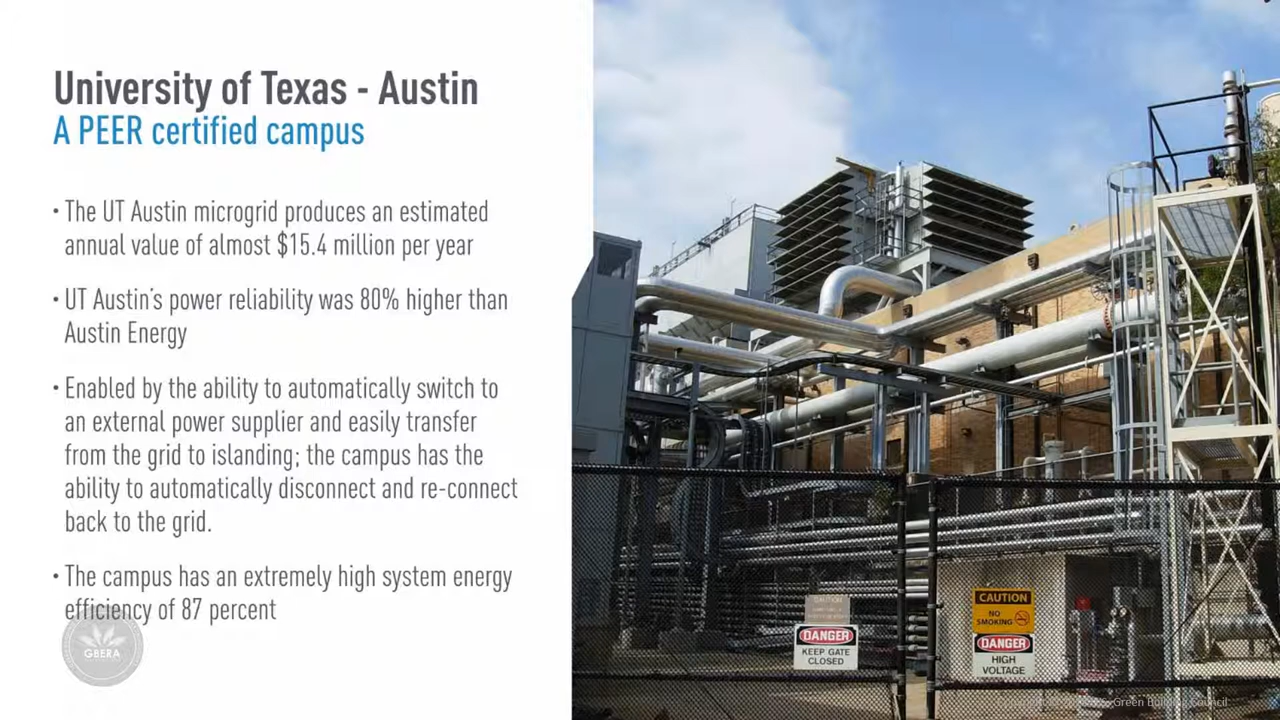 University of Texas - Austin
A PEER certified campus
• The UT Austin microgrid produces an estimated
annual value of almost $15.4 million per year
• UT Austin's power reliability was 80% higher than
Austin Energy
• Enabled by the ability to automatically switch to
an external power supplier and easily transfer
from the grid to islanding; the campus has the
ability to automatically disconnect and re-connect
back to the grid.
• The campus has an extremely high system energy
efficiency of 87 percent
GBERA
CAUTION
DANGER
KEEP GATE
CLOSED
CAUTION
NO
SMOKING
DANGER
HIGH
VOLTAGE
Green Building Council